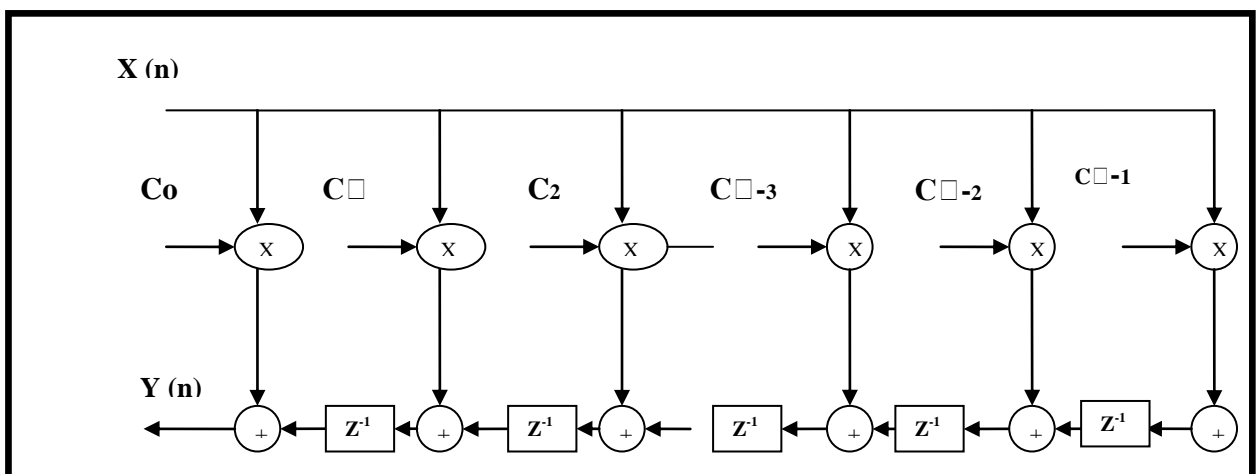 X (n)
Co C□ C2 C□-3 C□-2 C□-1
X X X X X X
Y (n)
+ Z-1 + Z-1 + Z-1 + Z-1 + Z-1 +